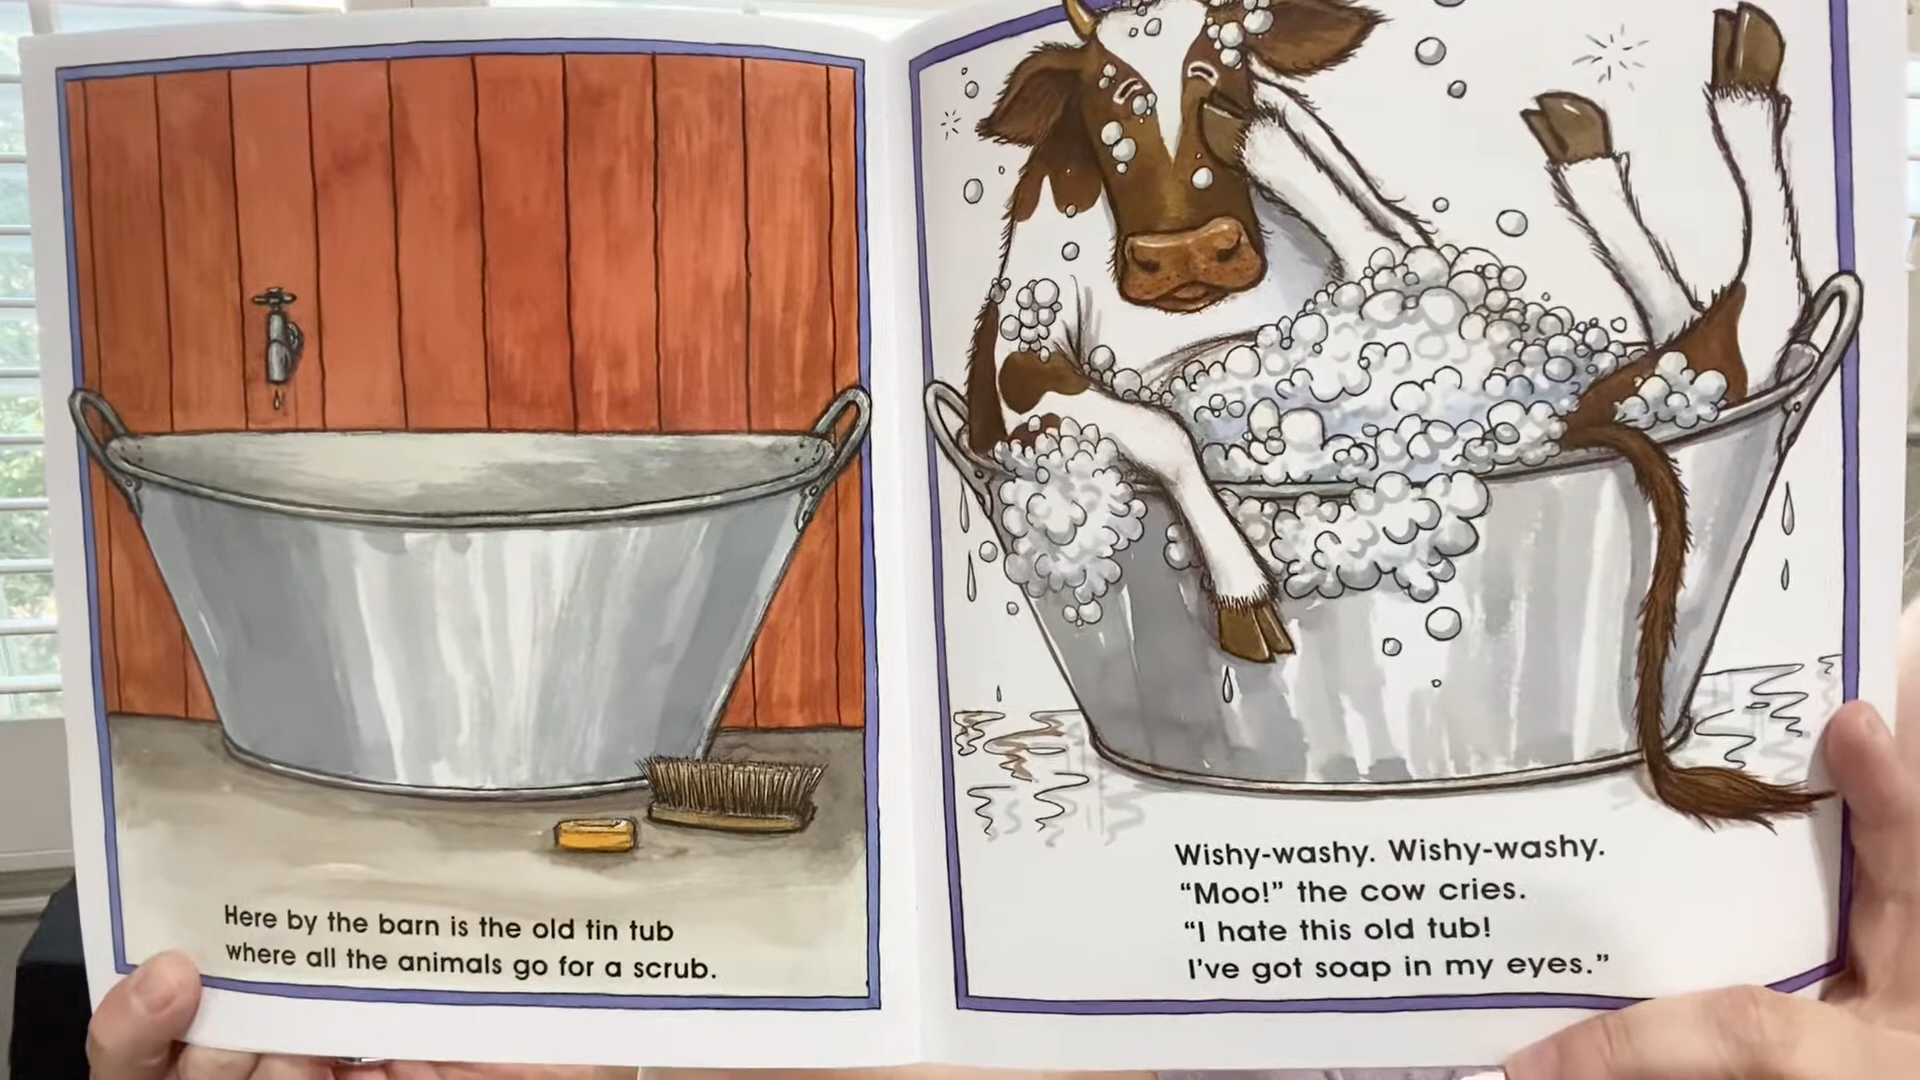 Here by the barn is the old tin tub
where all the animals go for a scrub.
Wishy-washy. Wishy-washy.
“Moo!” the cow cries.
“I hate this old tub!
I’ve got soap in my eyes.”